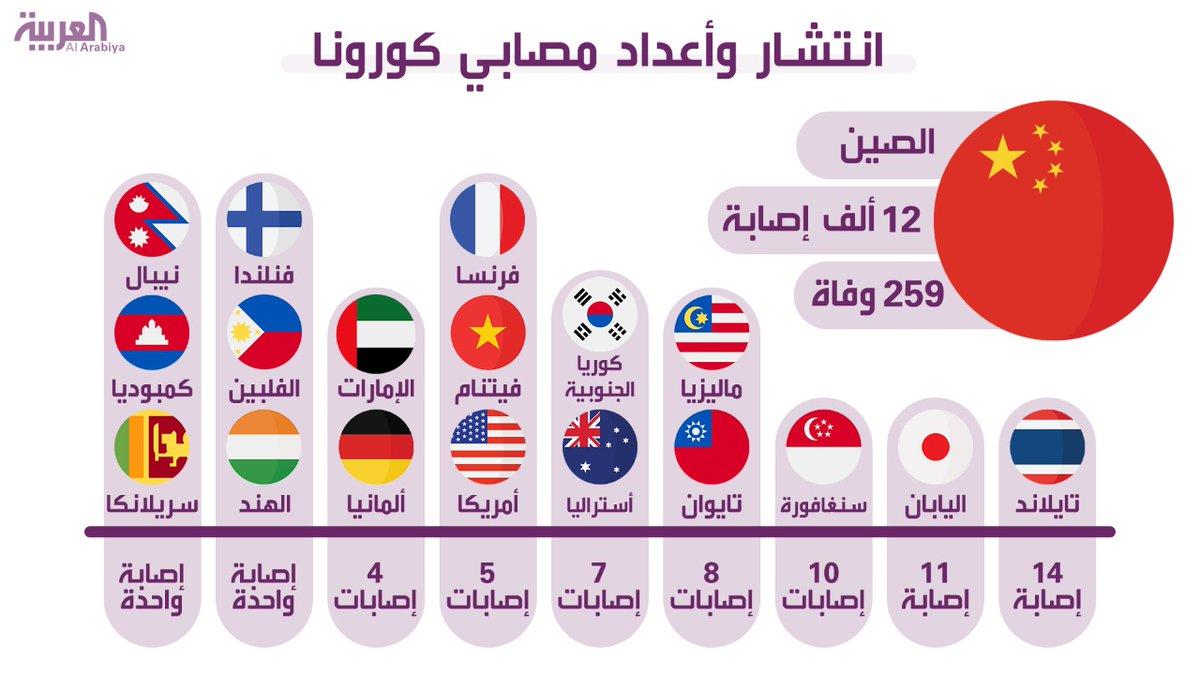 العربية
Al Arabiya
انتشار وأعداد مصابي كورونا
الصين
12 ألف إصابة
259 وفاة
تايلاند
14
إصابة
اليابان
11
إصابة
سنغافورة
10
إصابات
ماليزيا
تايوان
8
إصابات
كوريا
الجنوبية
أستراليا
7
إصابات
فرنسا
فيتنام
أمريكا
5
إصابات
الإمارات
ألمانيا
4
إصابات
فنلندا
الفلبين
الهند
إصابة
واحدة
نيبال
كمبوديا
سريلانكا
إصابة
واحدة